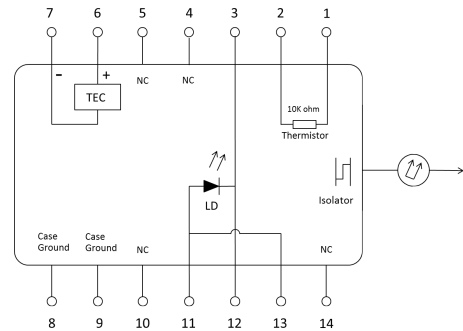 7 6 5 4 3 2 1
- +
NC NC
TEC
10K ohm
Thermistor
LD
Isolator
Case Ground
Case Ground
NC
NC
8 9 10 11 12 13 14